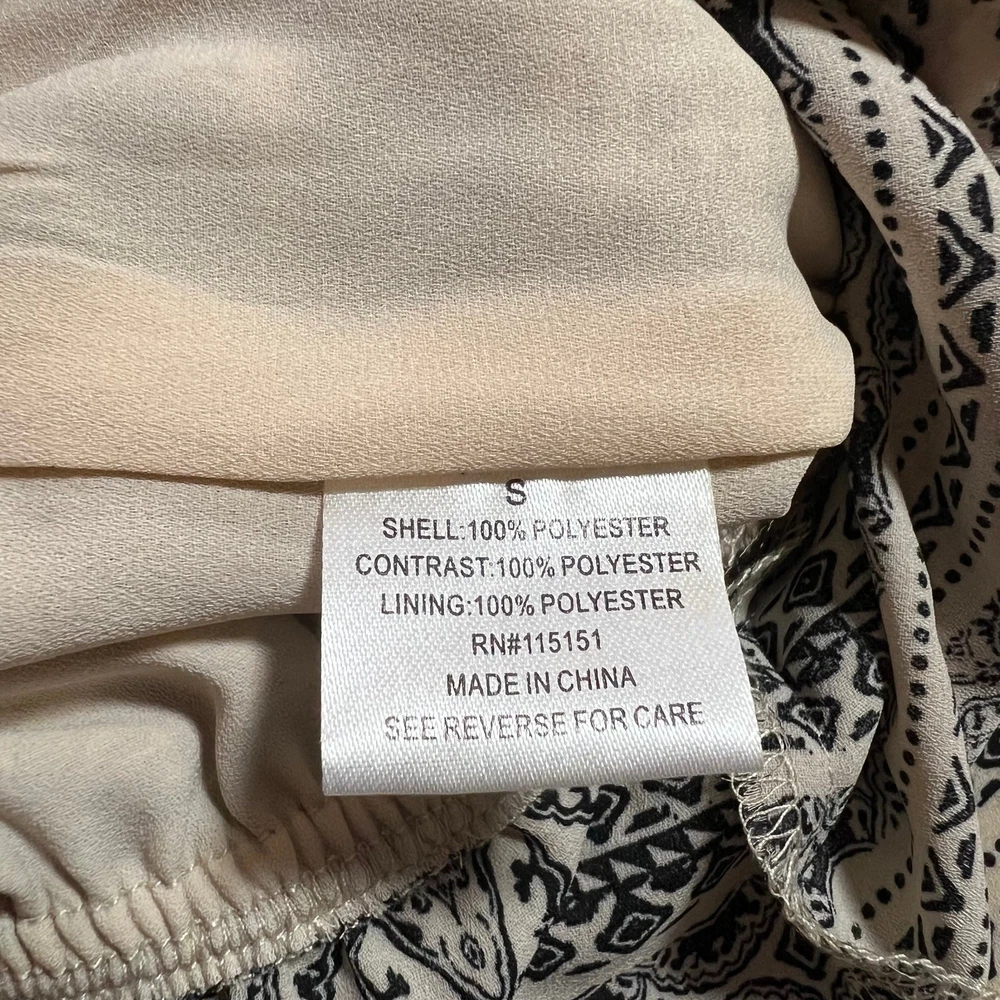 S
SHELL:100% POLYESTER
CONTRAST:100% POLYESTER
LINING:100% POLYESTER
RN#115151
MADE IN CHINA
SEE REVERSE FOR CARE